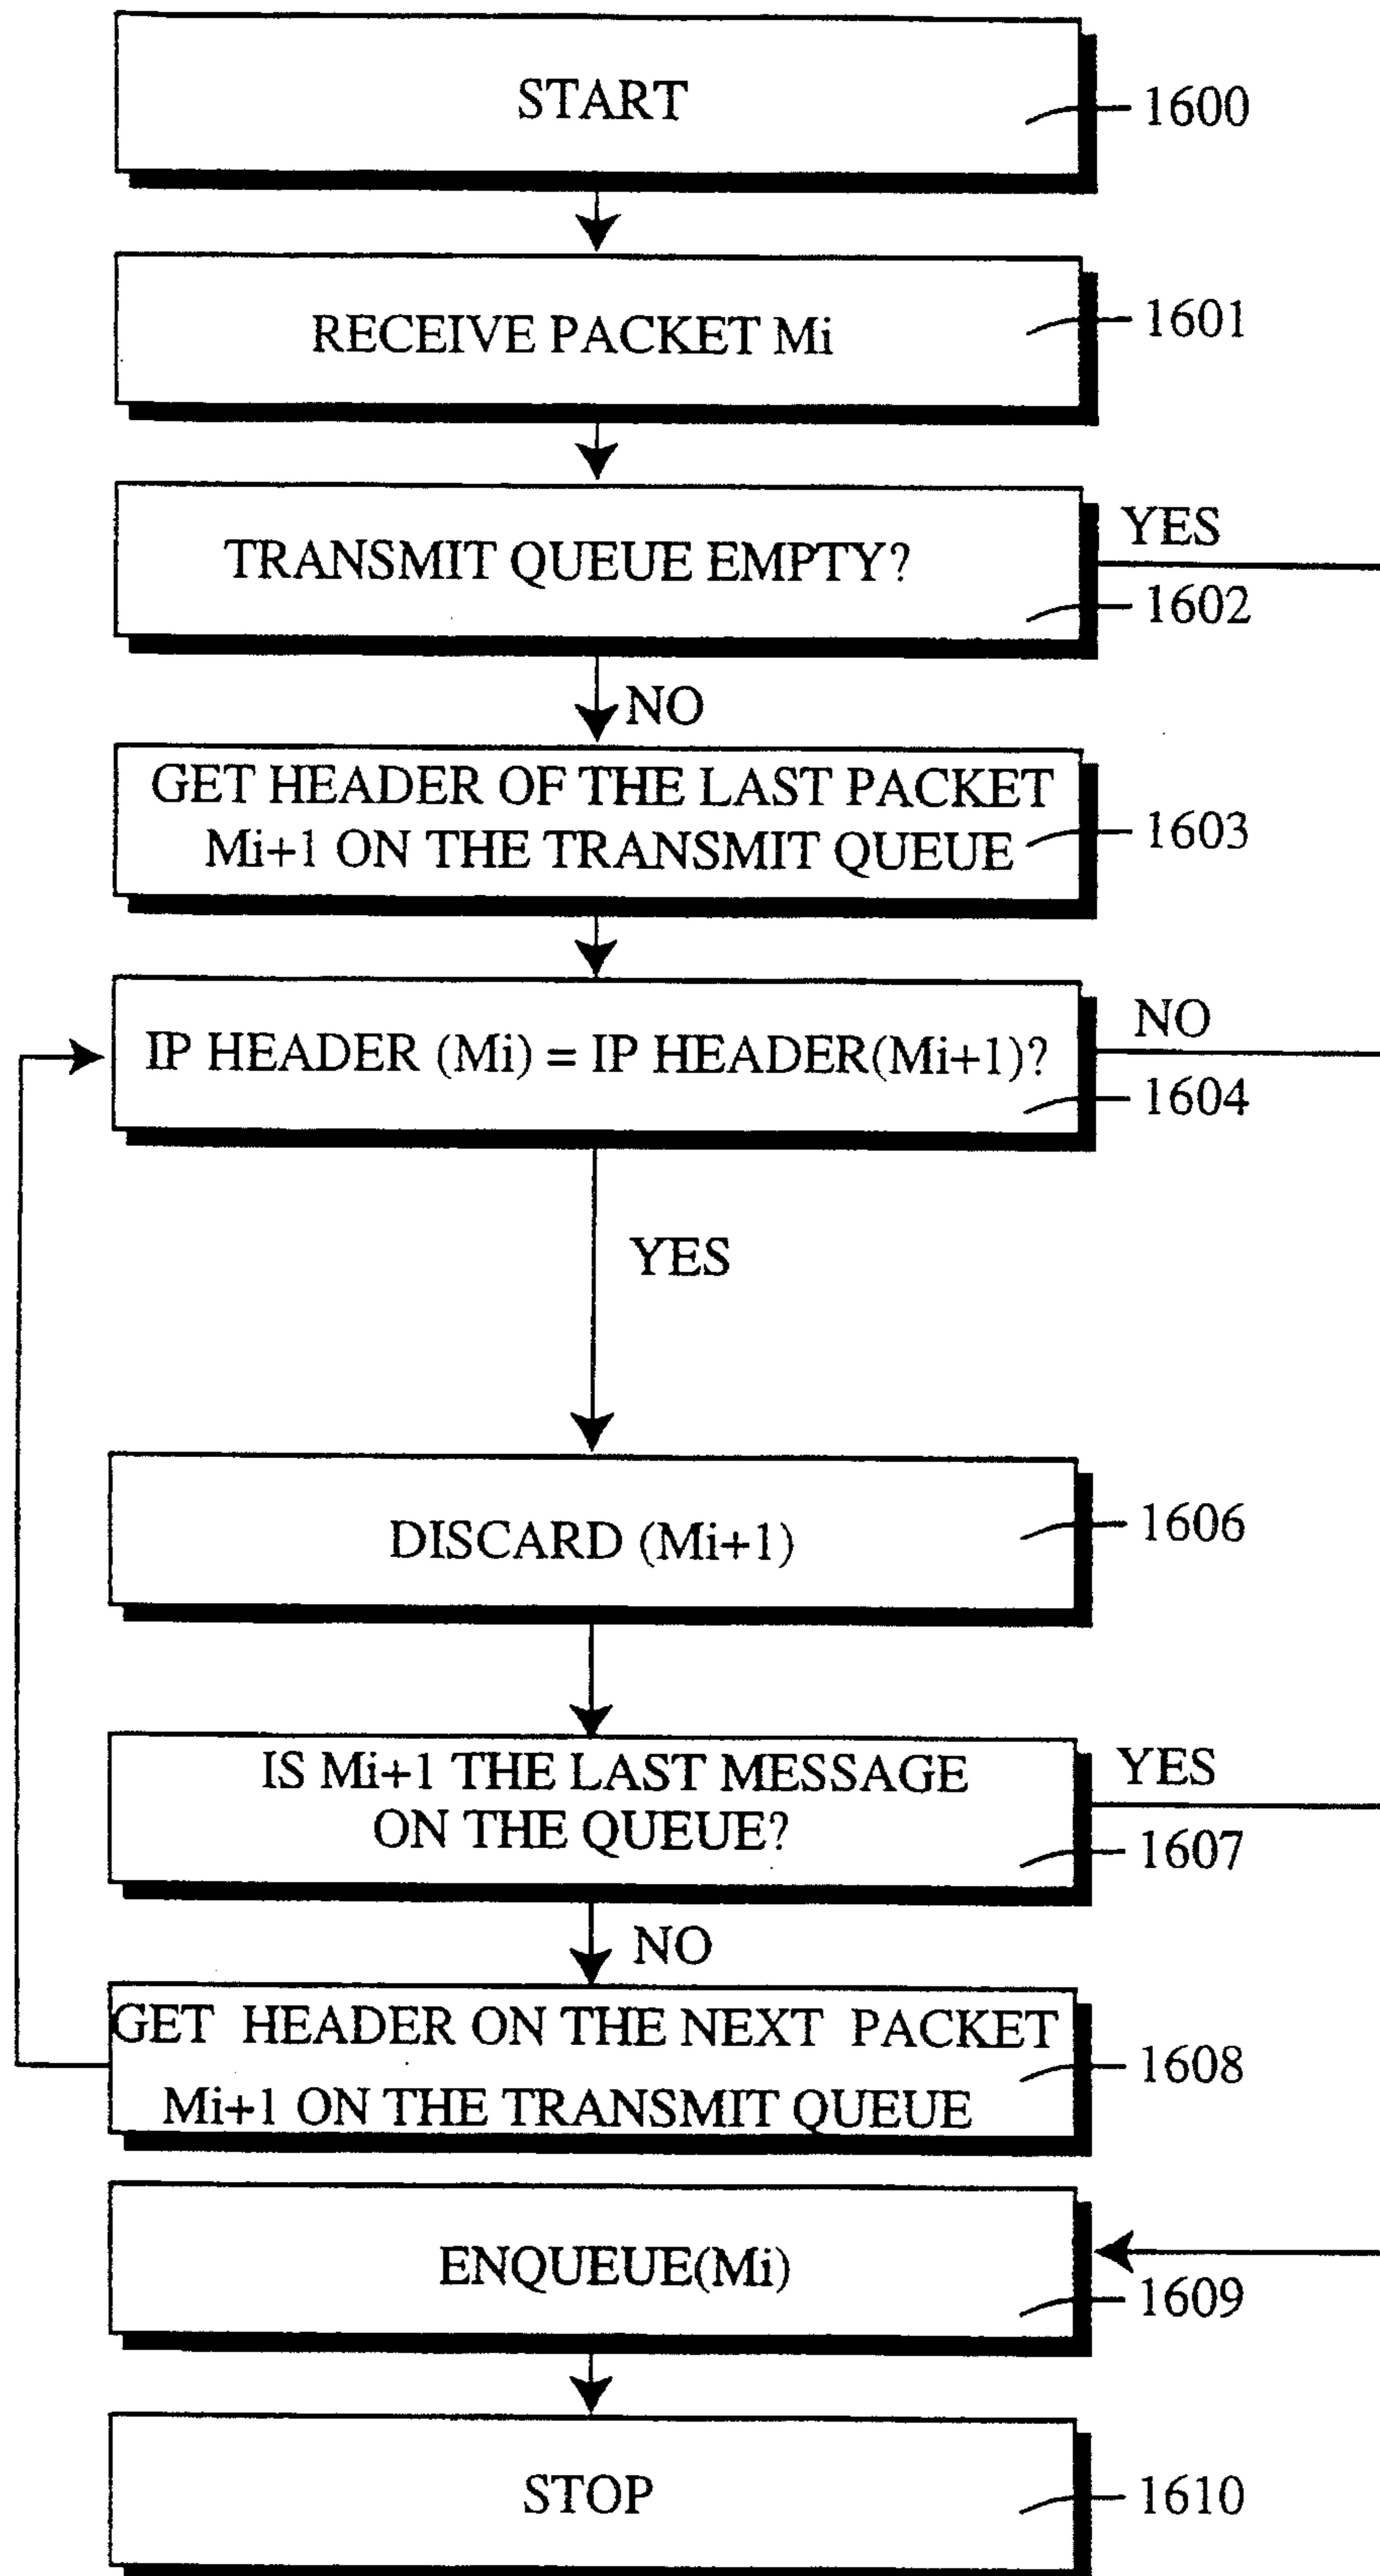 START
1600
RECEIVE PACKET Mi
1601
TRANSMIT QUEUE EMPTY?
YES
1602
NO
GET HEADER OF THE LAST PACKET
Mi+1 ON THE TRANSMIT QUEUE
1603
IP HEADER (Mi) = IP HEADER(Mi+1)?
NO
1604
YES
DISCARD (Mi+1)
1606
IS Mi+1 THE LAST MESSAGE
ON THE QUEUE?
YES
1607
NO
GET HEADER ON THE NEXT PACKET
Mi+1 ON THE TRANSMIT QUEUE
1608
ENQUEUE(Mi)
1609
STOP
1610